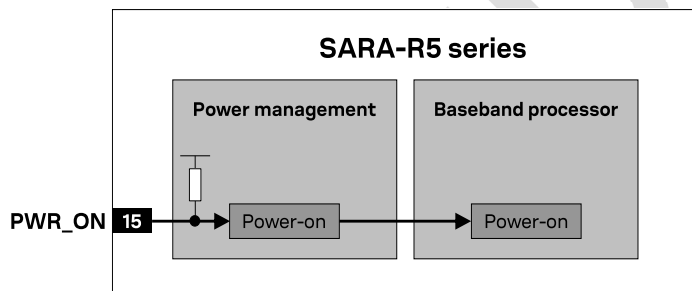 SARA-R5 series
Power management
Baseband processor
PWR_ON 15
Power-on
Power-on